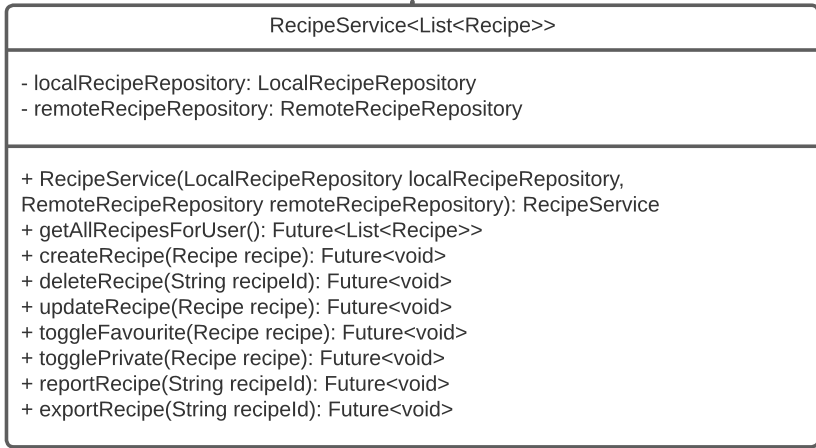 RecipeService<List<Recipe>>
- localRecipeRepository: LocalRecipeRepository
- remoteRecipeRepository: RemoteRecipeRepository
+ RecipeService(LocalRecipeRepository localRecipeRepository,
RemoteRecipeRepository remoteRecipeRepository): RecipeService
+ getAllRecipesForUser(): Future<List<Recipe>>
+ createRecipe(Recipe recipe): Future<void>
+ deleteRecipe(String recipeId): Future<void>
+ updateRecipe(Recipe recipe): Future<void>
+ toggleFavourite(Recipe recipe): Future<void>
+ togglePrivate(Recipe recipe): Future<void>
+ reportRecipe(String recipeId): Future<void>
+ exportRecipe(String recipeId): Future<void>